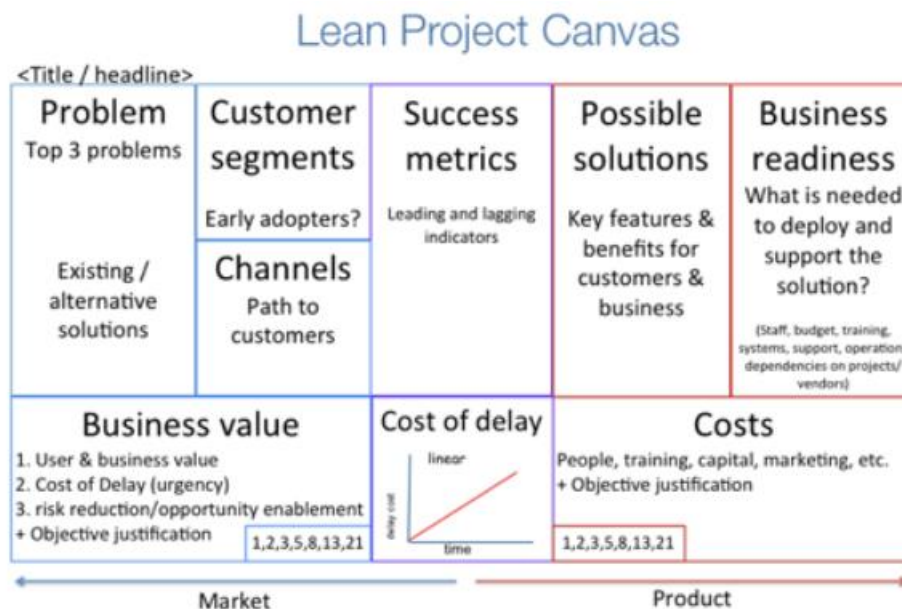 Lean Project Canvas
<Title / headline>
Problem
Top 3 problems
Existing /
alternative
solutions
Customer
segments
Early adopters?
Channels
Path to
customers
Success
metrics
Leading and lagging
indicators
Possible
solutions
Key features &
benefits for
customers &
business
Business
readiness
What is needed
to deploy and
support the
solution?
(Staff, budget, training,
systems, support, operation
dependencies on projects/
vendors)
Business value
1. User & business value
2. Cost of Delay (urgency)
3. risk reduction/opportunity enablement
+ Objective justification
1,2,3,5,8,13,21
Cost of delay
linear
delay cost
time
Costs
People, training, capital, marketing, etc.
+ Objective justification
1,2,3,5,8,13,21
Market
Product